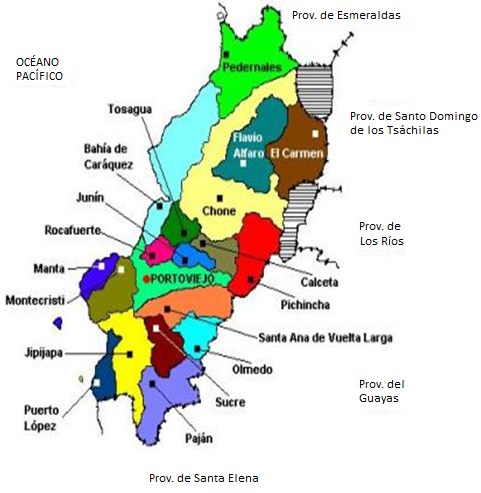 Prov. de Esmeraldas
OCÉANO
PACÍFICO
Pedernales
Tosagua
Prov. de Santo Domingo
de los Tsáchilas
Flavio
Alfaro
El Carmen
Bahía de
Caráquez
Junín
Chone
Rocafuerte
Prov. de
Los Ríos
Manta
PORTOVIEJO
Calceta
Montecristi
Pichincha
Santa Ana de Vuelta Larga
Jipijapa
Olmedo
Prov. del
Guayas
Sucre
Puerto
López
Paján
Prov. de Santa Elena